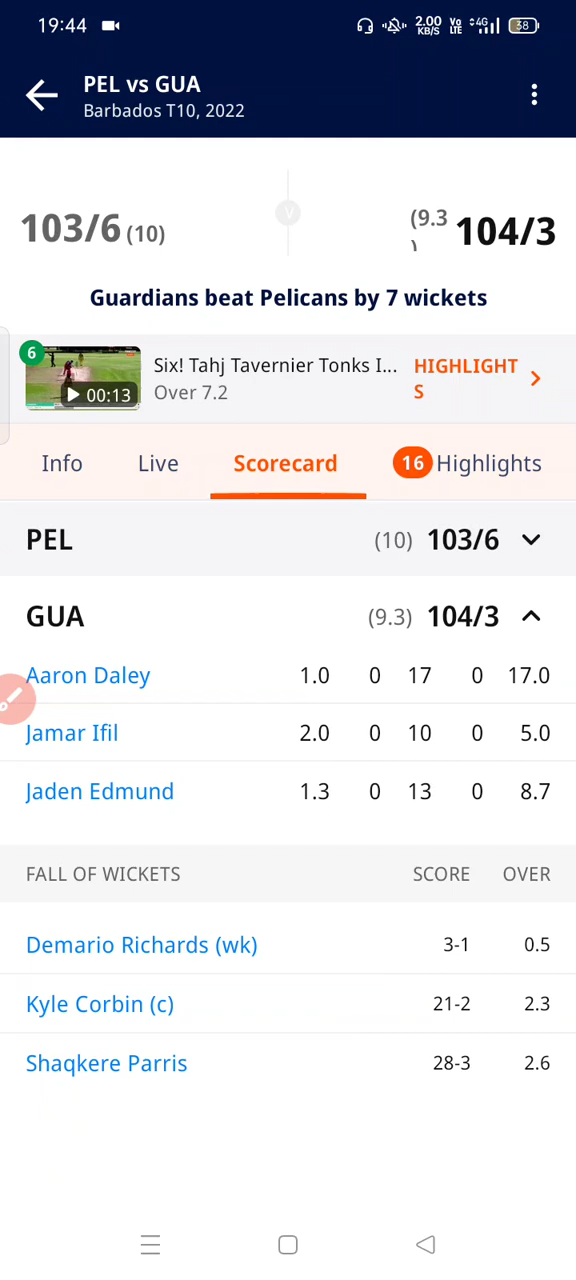 19:44 2.00 KB/S Vo LTE 4G 38
PEL vs GUA
Barbados T10, 2022
103/6 (10) V (9.3) 104/3
Guardians beat Pelicans by 7 wickets
6 00:13 Six! Tahj Tavernier Tonks I... HIGHLIGHTS
Over 7.2
Info Live Scorecard 16 Highlights
PEL (10) 103/6
GUA (9.3) 104/3
Aaron Daley 1.0 0 17 0 17.0
Jamar Ifil 2.0 0 10 0 5.0
Jaden Edmund 1.3 0 13 0 8.7
FALL OF WICKETS SCORE OVER
Demario Richards (wk) 3-1 0.5
Kyle Corbin (c) 21-2 2.3
Shaqkere Parris 28-3 2.6